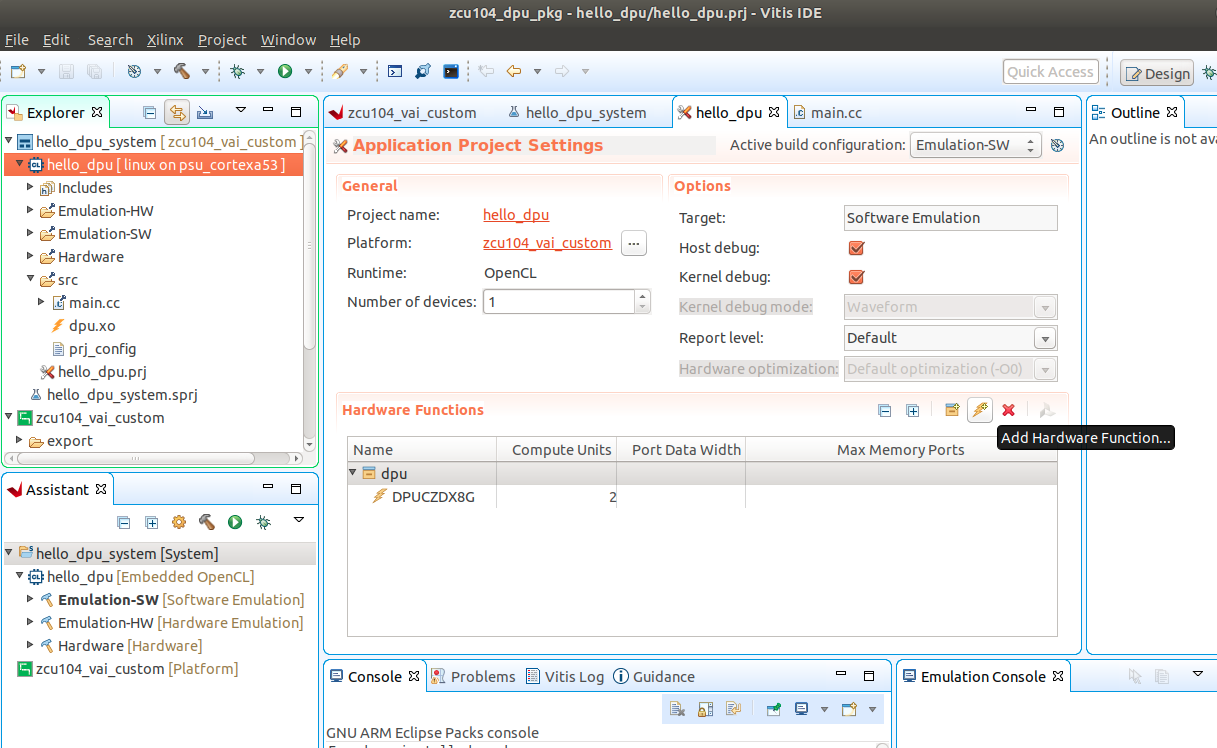 zcu104_dpu_pkg - hello_dpu/hello_dpu.prj - Vitis IDE
File Edit Search Xilinx Project Window Help
Quick Access Design
Explorer
hello_dpu_system [ zcu104_vai_custom ]
hello_dpu [ linux on psu_cortexa53 ]
Includes
Emulation-HW
Emulation-SW
Hardware
src
main.cc
dpu.xo
prj_config
hello_dpu.prj
hello_dpu_system.sprj
zcu104_vai_custom
export
Assistant
hello_dpu_system [System]
hello_dpu [Embedded OpenCL]
Emulation-SW [Software Emulation]
Emulation-HW [Hardware Emulation]
Hardware [Hardware]
zcu104_vai_custom [Platform]
zcu104_vai_custom hello_dpu_system hello_dpu main.cc
Application Project Settings Active build configuration: Emulation-SW
General
Project name: hello_dpu
Platform: zcu104_vai_custom ...
Runtime: OpenCL
Number of devices: 1
Options
Target: Software Emulation
Host debug:
Kernel debug:
Kernel debug mode: Waveform
Report level: Default
Hardware optimization: Default optimization (-O0)
Hardware Functions
Add Hardware Function...
Name Compute Units Port Data Width Max Memory Ports
dpu
DPUCZDX8G 2
Outline
An outline is not ava
Console Problems Vitis Log Guidance
GNU ARM Eclipse Packs console
Emulation Console